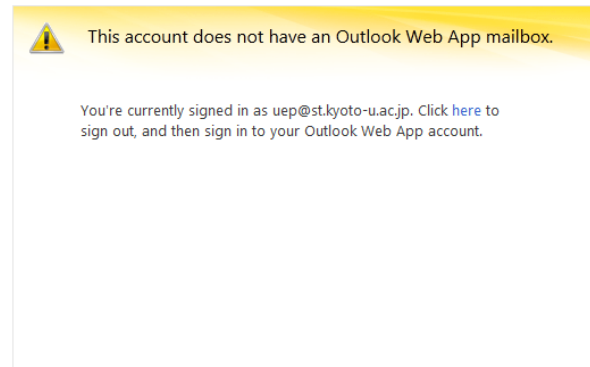 This account does not have an Outlook Web App mailbox.
You're currently signed in as uep@st.kyoto-u.ac.jp. Click here to
sign out, and then sign in to your Outlook Web App account.